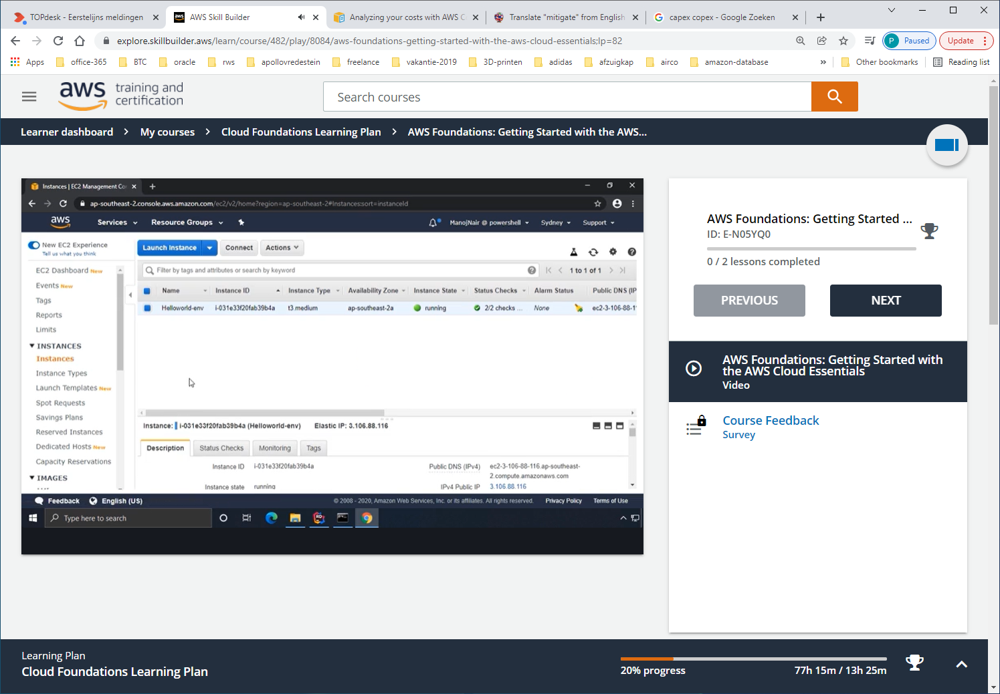 TOPdesk - Eerstelijns meldingen
AWS Skill Builder
Analyzing your costs with AWS C
Translate "mitigate" from English
capex copex - Google Zoeken
explore.skillbuilder.aws/learn/course/482/play/8084/aws-foundations-getting-started-with-the-aws-cloud-essentials;lp=82
P Paused
Update
Apps office-365 BTC oracle rws apollovredestein freelance vakantie-2019 3D-printen adidas afzuigkap airco amazon-database » Other bookmarks Reading list
aws training and certification
Search courses
Learner dashboard > My courses > Cloud Foundations Learning Plan > AWS Foundations: Getting Started with the AWS...
Instances | EC2 Management Co
ap-southeast-2.console.aws.amazon.com/ec2/v2/home?region=ap-southeast-2#Instances:sort=instanceId
aws Services Resource Groups ManojNair @ powershell Sydney Support
New EC2 Experience
Tell us what you think
EC2 Dashboard New
Events New
Tags
Reports
Limits
INSTANCES
Instances
Instance Types
Launch Templates New
Spot Requests
Savings Plans
Reserved Instances
Dedicated Hosts New
Capacity Reservations
IMAGES
Launch Instance Connect Actions
Filter by tags and attributes or search by keyword
1 to 1 of 1
Name Instance ID Instance Type Availability Zone Instance State Status Checks Alarm Status Public DNS (IP
Helloworld-env i-031e33f20fab39b4a t3.medium ap-southeast-2a running 2/2 checks ... None ec2-3-106-88-1
Instance: i-031e33f20fab39b4a (Helloworld-env) Elastic IP: 3.106.88.116
Description Status Checks Monitoring Tags
Instance ID i-031e33f20fab39b4a Public DNS (IPv4) ec2-3-106-88-116.ap-southeast-
2.compute.amazonaws.com
Instance state running IPv4 Public IP 3.106.88.116
Feedback English (US) © 2008 - 2020, Amazon Web Services, Inc. or its affiliates. All rights reserved. Privacy Policy Terms of Use
Type here to search
AWS Foundations: Getting Started ...
ID: E-N05YQ0
0 / 2 lessons completed
PREVIOUS NEXT
AWS Foundations: Getting Started with
the AWS Cloud Essentials
Video
Course Feedback
Survey
Learning Plan
Cloud Foundations Learning Plan
20% progress 77h 15m / 13h 25m